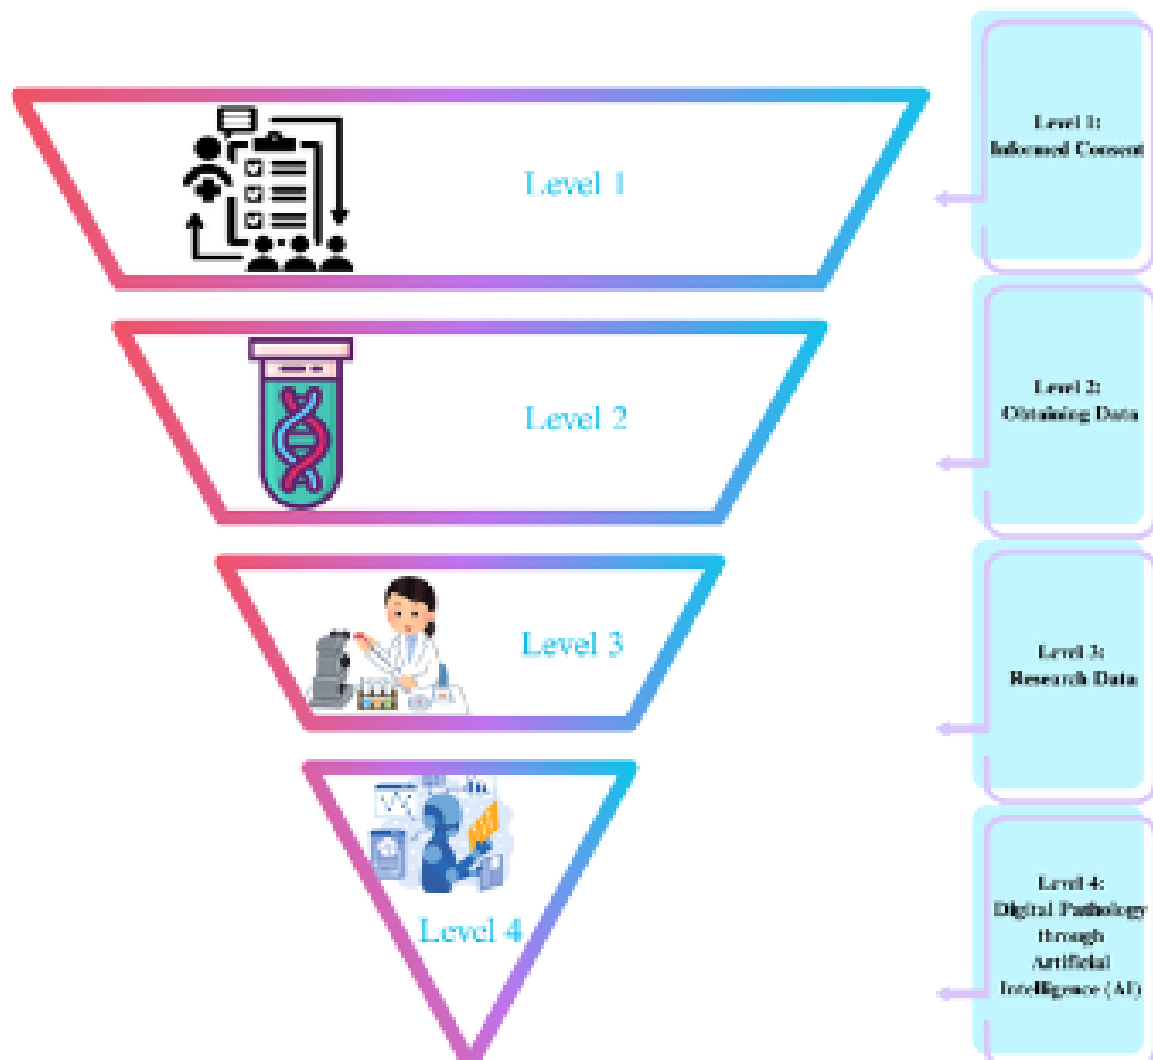 Level 1
Level 1:
Informed Consent
Level 2
Level 2:
Obtaining Data
Level 3
Level 3:
Research Data
Level 4
Level 4:
Digital Pathology
through
Artificial
Intelligence (AI)